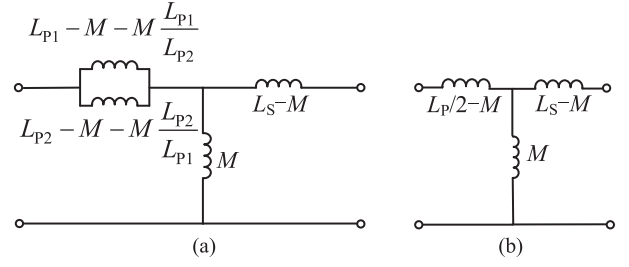 L_P1 − M − M L_P1/L_P2
L_S−M
L_P2 − M − M L_P2/L_P1
M
(a)
L_P/2−M
L_S−M
M
(b)